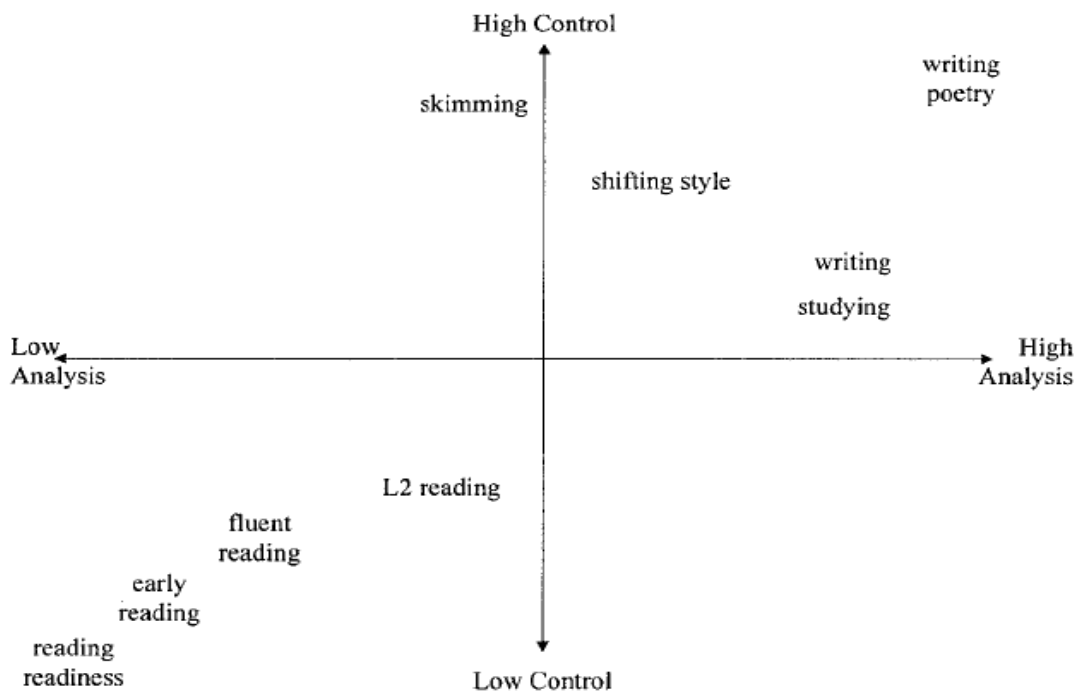 High Control
writing
poetry
skimming
shifting style
writing
studying
Low
Analysis
High
Analysis
L2 reading
fluent
reading
early
reading
reading
readiness
Low Control